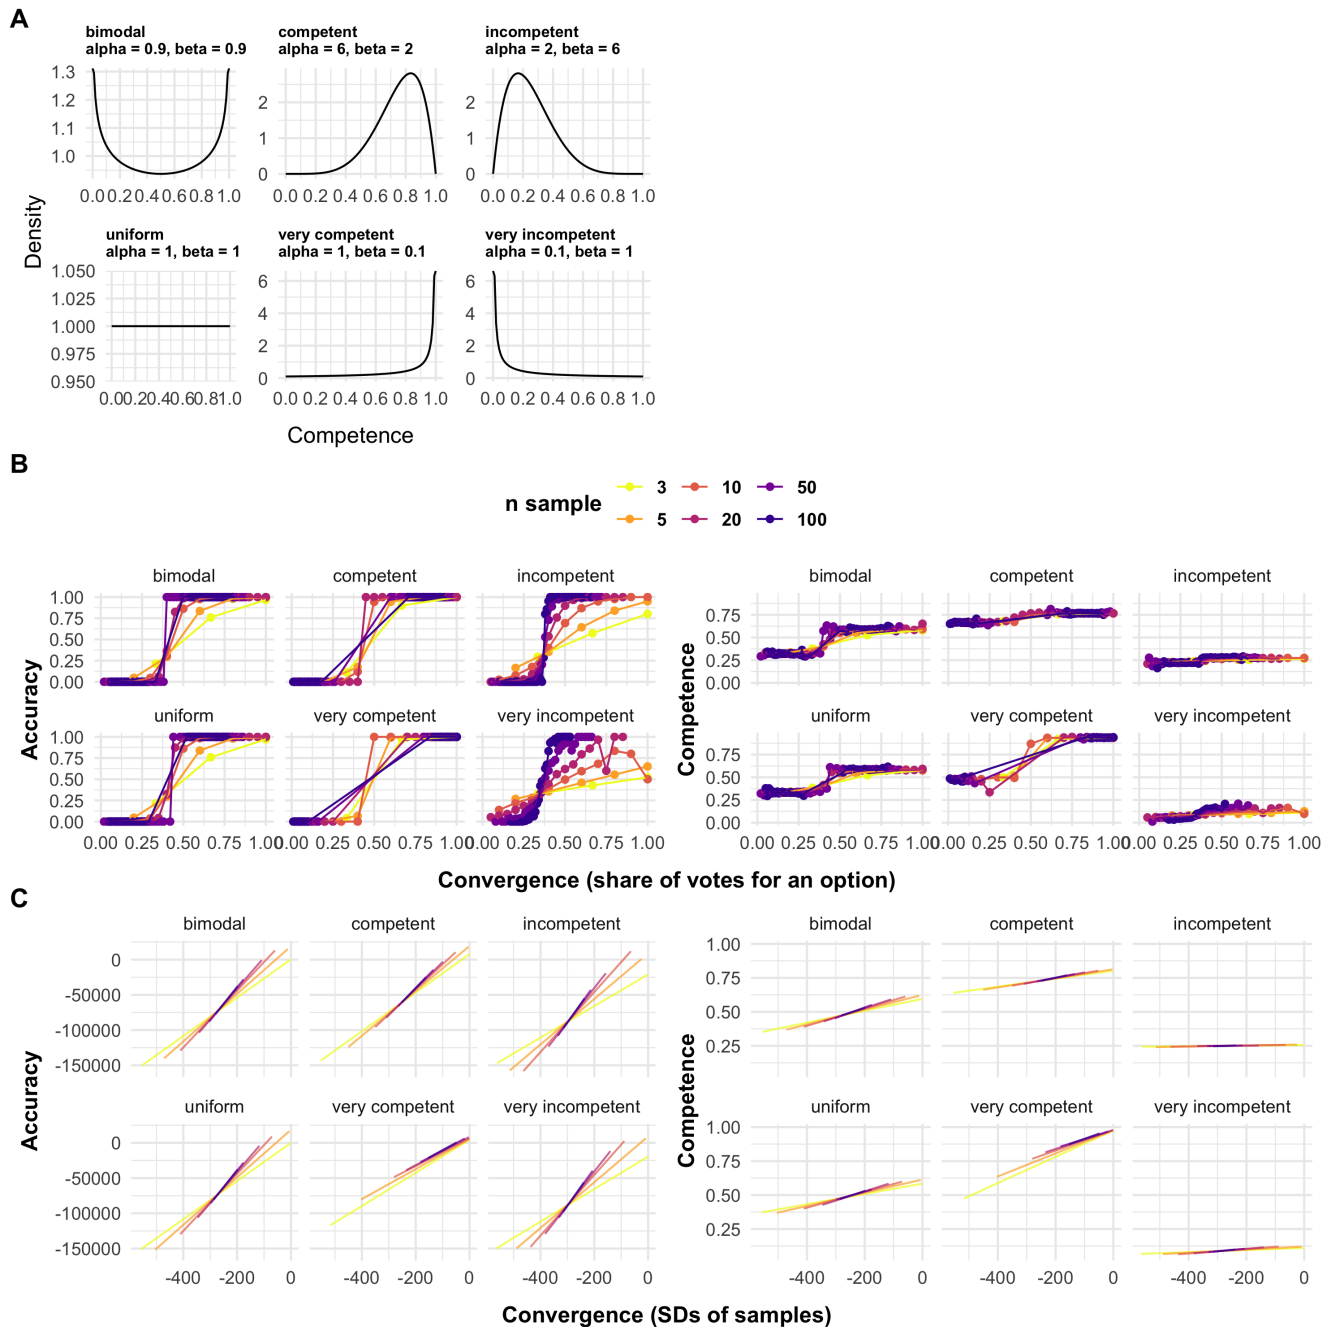 A
bimodal
alpha = 0.9, beta = 0.9
competent
alpha = 6, beta = 2
incompetent
alpha = 2, beta = 6
1.3
1.2
1.1
1.0
2
1
0
2
1
0
0.0 0.2 0.4 0.6 0.8 1.0
0.0 0.2 0.4 0.6 0.8 1.0
0.0 0.2 0.4 0.6 0.8 1.0
Density
uniform
alpha = 1, beta = 1
very competent
alpha = 1, beta = 0.1
very incompetent
alpha = 0.1, beta = 1
1.050
1.025
1.000
0.975
0.950
6
4
2
0
6
4
2
0
0.0 0.2 0.4 0.6 0.8 1.0
0.0 0.2 0.4 0.6 0.8 1.0
0.0 0.2 0.4 0.6 0.8 1.0
Competence
B
n sample
3 10 50
5 20 100
bimodal competent incompetent
1.00
0.75
0.50
0.25
0.00
Accuracy
uniform very competent very incompetent
1.00
0.75
0.50
0.25
0.00
0.00 0.25 0.50 0.75 1.00
0.00 0.25 0.50 0.75 1.00
0.00 0.25 0.50 0.75 1.00
bimodal competent incompetent
0.75
0.50
0.25
0.00
Competence
uniform very competent very incompetent
0.75
0.50
0.25
0.00
0.00 0.25 0.50 0.75 1.00
0.00 0.25 0.50 0.75 1.00
0.00 0.25 0.50 0.75 1.00
Convergence (share of votes for an option)
C
bimodal competent incompetent
0
-50000
-100000
-150000
Accuracy
uniform very competent very incompetent
0
-50000
-100000
-150000
-400 -200 0
-400 -200 0
-400 -200 0
bimodal competent incompetent
1.00
0.75
0.50
0.25
Competence
uniform very competent very incompetent
1.00
0.75
0.50
0.25
-400 -200 0
-400 -200 0
-400 -200 0
Convergence (SDs of samples)